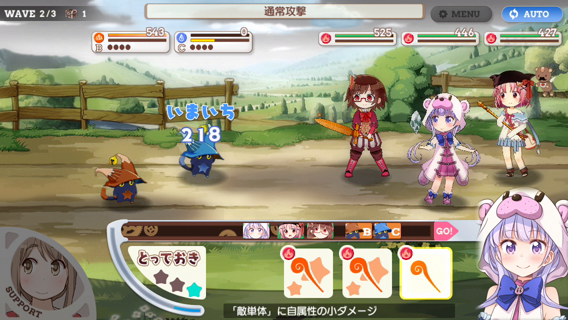 WAVE 2/3 1
通常攻撃
MENU
AUTO
B 543
C 0
525
446
427
いまいち
218
B C GO!
とっておき
SUPPORT
「敵単体」に自属性の小ダメージ